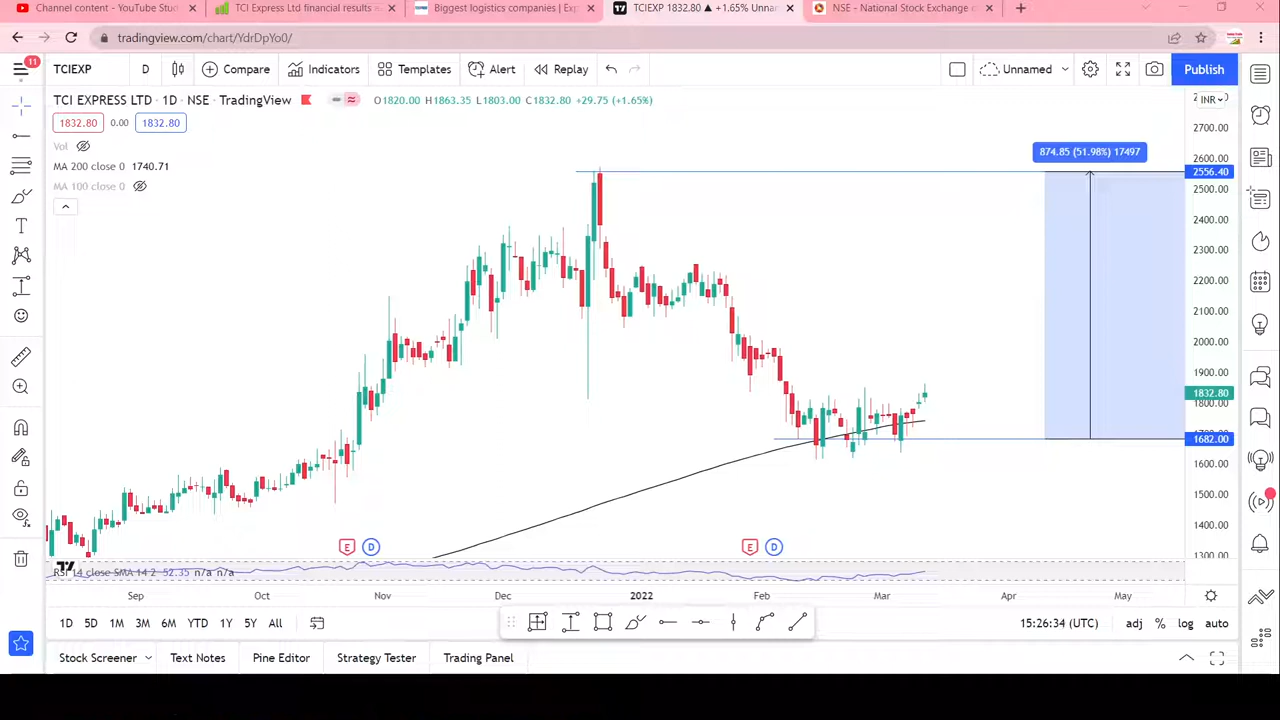 Channel content - YouTube Stud
TCI Express Ltd financial results a
Biggest logistics companies | Exp
TCIEXP 1832.80 ▲ +1.65% Unnan
NSE - National Stock Exchange o
tradingview.com/chart/YdrDpYo0/
11
TCIEXP
D
Compare
Indicators
Templates
Alert
Replay
Unnamed
Publish
TCI EXPRESS LTD · 1D · NSE · TradingView
O1820.00 H1863.35 L1803.00 C1832.80 +29.75 (+1.65%)
INR
1832.80 0.00 1832.80
Vol
MA 200 close 0 1740.71
MA 100 close 0
874.85 (51.98%) 17497
2700.00
2600.00
2556.40
2500.00
2400.00
2300.00
2200.00
2100.00
2000.00
1900.00
1832.80
1800.00
1682.00
1600.00
1500.00
1400.00
1300.00
E D
E D
RSI 14 close SMA 14 2 52.35 n/a n/a
Sep Oct Nov Dec 2022 Feb Mar Apr May
1D 5D 1M 3M 6M YTD 1Y 5Y All
15:26:34 (UTC) adj % log auto
Stock Screener Text Notes Pine Editor Strategy Tester Trading Panel